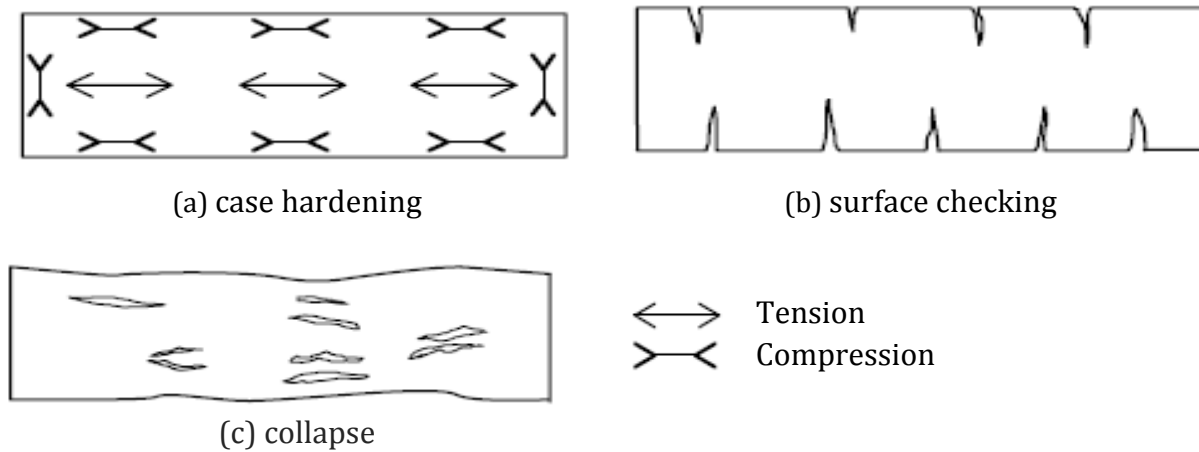 (a) case hardening
(b) surface checking
Tension
Compression
(c) collapse